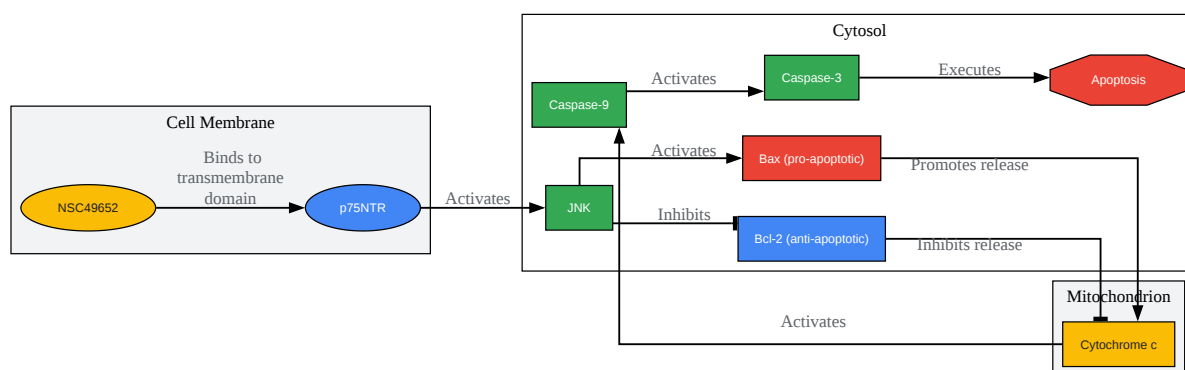 Cytosol
Activates
Caspase-3
Executes
Apoptosis
Caspase-9
Cell Membrane
Binds to
transmembrane
domain
NSC49652
p75NTR
Activates
JNK
Activates
Bax (pro-apoptotic)
Promotes release
Inhibits
Bcl-2 (anti-apoptotic)
Inhibits release
Mitochondrion
Activates
Cytochrome c